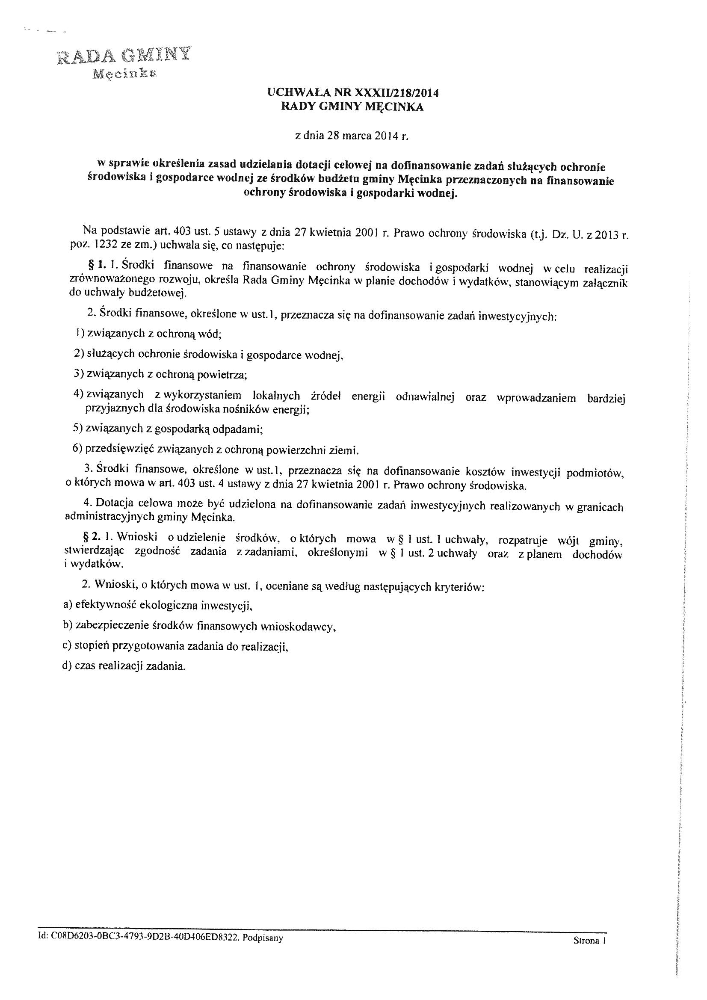 RADA GMINY
Męcinka
UCHWAŁA NR XXXII/218/2014
RADY GMINY MĘCINKA
z dnia 28 marca 2014 r.
w sprawie określenia zasad udzielania dotacji celowej na dofinansowanie zadań służących ochronie
środowiska i gospodarce wodnej ze środków budżetu gminy Męcinka przeznaczonych na finansowanie
ochrony środowiska i gospodarki wodnej.
Na podstawie art. 403 ust. 5 ustawy z dnia 27 kwietnia 2001 r. Prawo ochrony środowiska (t.j. Dz. U. z 2013 r.
poz. 1232 ze zm.) uchwala się, co następuje:
§ 1. 1. Środki finansowe na finansowanie ochrony środowiska i gospodarki wodnej w celu realizacji
zrównoważonego rozwoju, określa Rada Gminy Męcinka w planie dochodów i wydatków, stanowiącym załącznik
do uchwały budżetowej.
2. Środki finansowe, określone w ust.1, przeznacza się na dofinansowanie zadań inwestycyjnych:
1) związanych z ochroną wód;
2) służących ochronie środowiska i gospodarce wodnej,
3) związanych z ochroną powietrza;
4) związanych z wykorzystaniem lokalnych źródeł energii odnawialnej oraz wprowadzaniem bardziej
przyjaznych dla środowiska nośników energii;
5) związanych z gospodarką odpadami;
6) przedsięwzięć związanych z ochroną powierzchni ziemi.
3. Środki finansowe, określone w ust.1, przeznacza się na dofinansowanie kosztów inwestycji podmiotów,
o których mowa w art. 403 ust. 4 ustawy z dnia 27 kwietnia 2001 r. Prawo ochrony środowiska.
4. Dotacja celowa może być udzielona na dofinansowanie zadań inwestycyjnych realizowanych w granicach
administracyjnych gminy Męcinka.
§ 2. 1. Wnioski o udzielenie środków, o których mowa w § 1 ust. 1 uchwały, rozpatruje wójt gminy,
stwierdzając zgodność zadania z zadaniami, określonymi w § 1 ust. 2 uchwały oraz z planem dochodów
i wydatków.
2. Wnioski, o których mowa w ust. 1, oceniane są według następujących kryteriów:
a) efektywność ekologiczna inwestycji,
b) zabezpieczenie środków finansowych wnioskodawcy,
c) stopień przygotowania zadania do realizacji,
d) czas realizacji zadania.
Id: C08D6203-0BC3-4793-9D2B-40D406ED8322. Podpisany
Strona 1